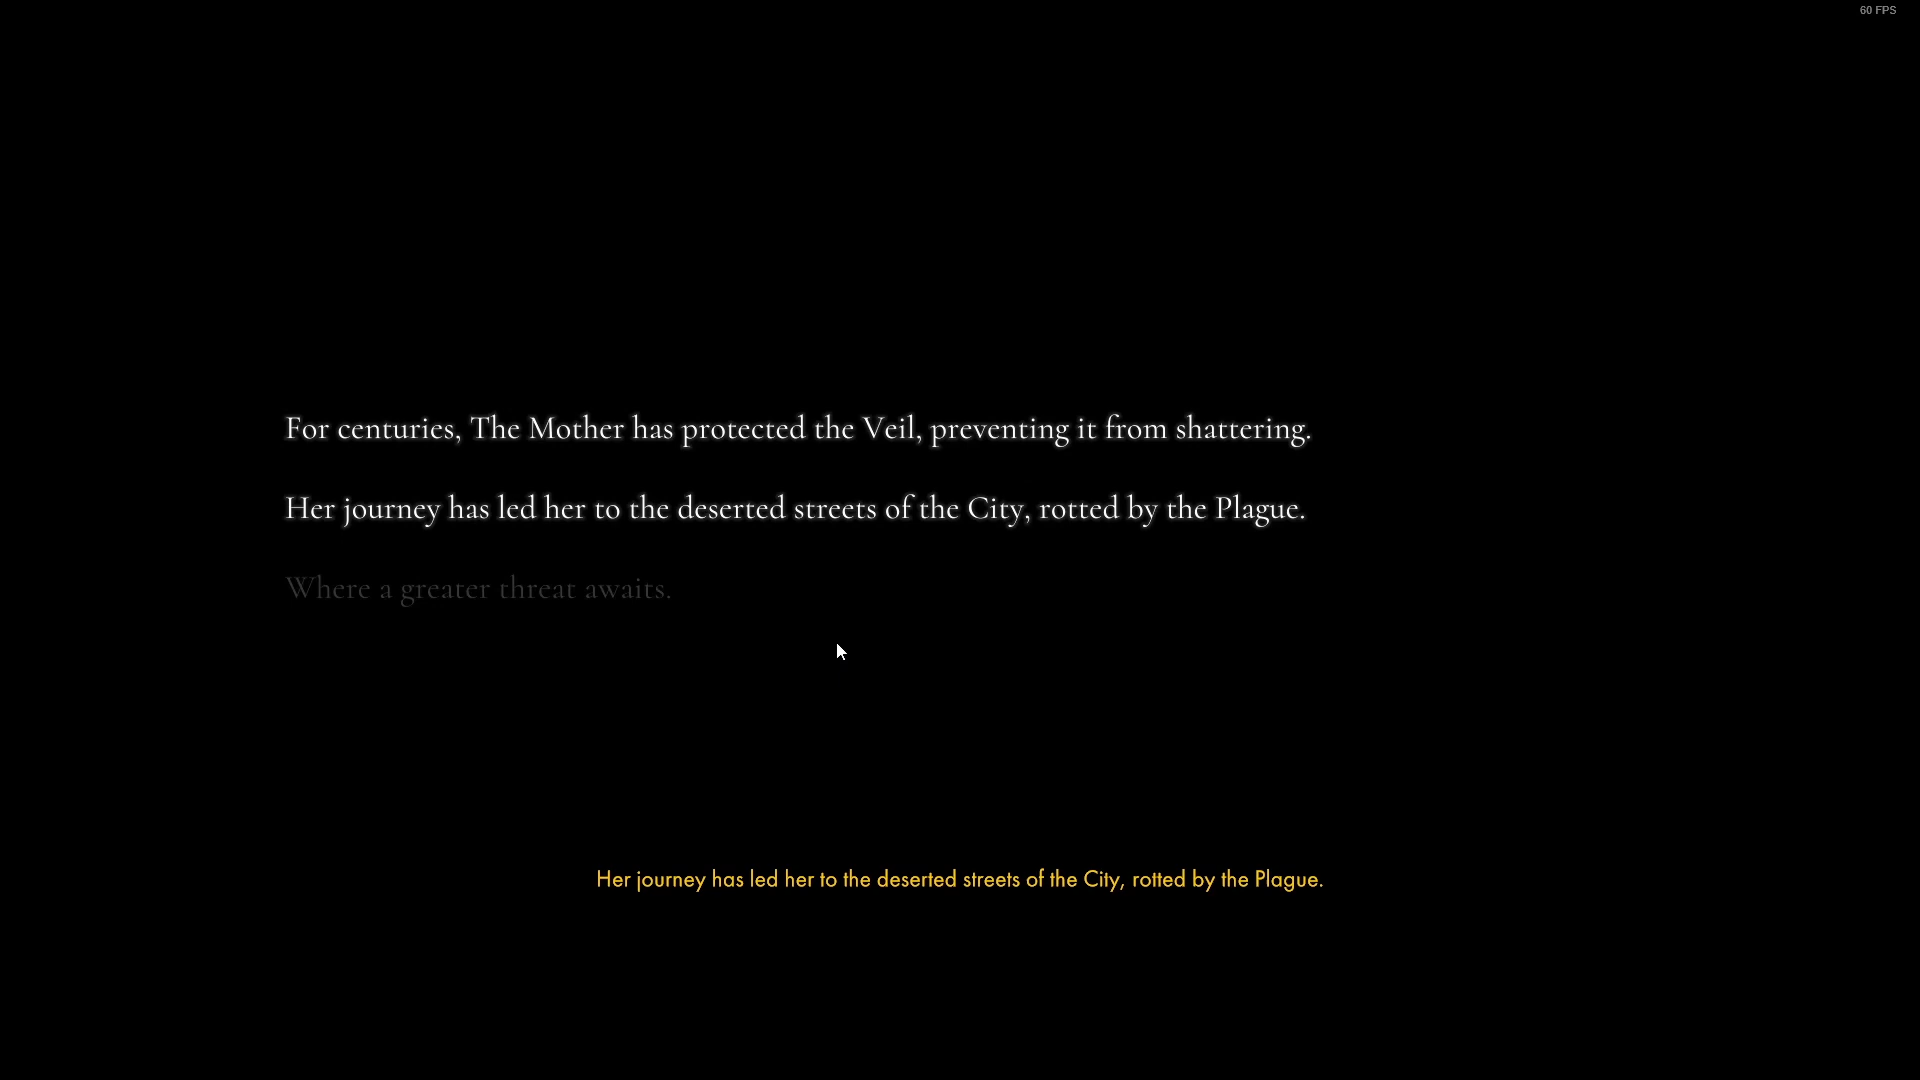 60 FPS
For centuries, The Mother has protected the Veil, preventing it from shattering.
Her journey has led her to the deserted streets of the City, rotted by the Plague.
Where a greater threat awaits.
Her journey has led her to the deserted streets of the City, rotted by the Plague.